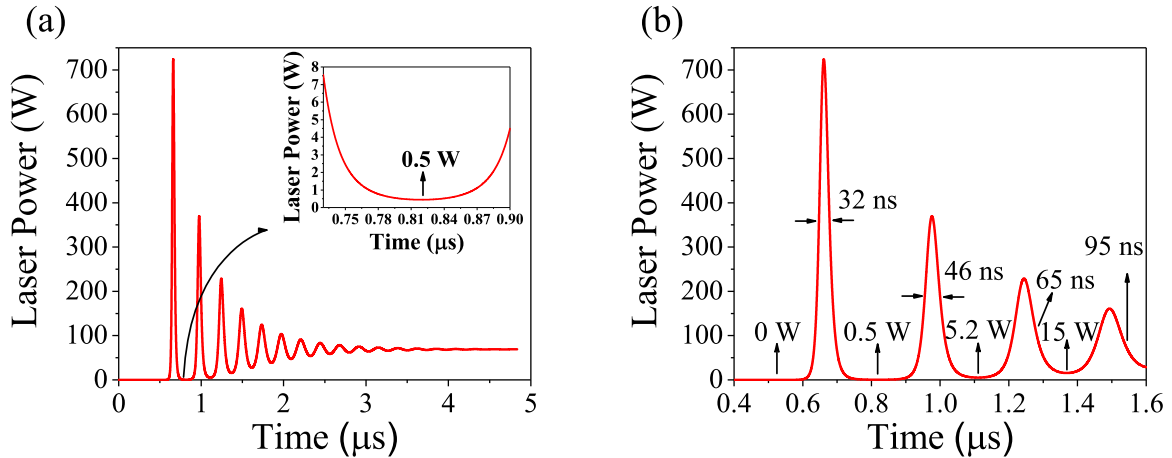 (a)
Laser Power (W)
700
600
500
400
300
200
100
0
0
1
2
3
4
5
Time (μs)
Laser Power (W)
8
7
6
5
4
3
2
1
0
0.5 W
0.75
0.78
0.81
0.84
0.87
0.90
Time (μs)
(b)
Laser Power (W)
700
600
500
400
300
200
100
0
32 ns
46 ns
65 ns
95 ns
0 W
0.5 W
5.2 W
15 W
0.4
0.6
0.8
1.0
1.2
1.4
1.6
Time (μs)